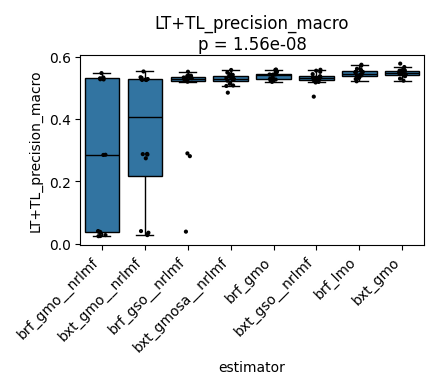 LT+TL_precision_macro
p = 1.56e-08
LT+TL_precision_macro
0.6
0.4
0.2
0.0
brf_gmo__nrlmf
bxt_gmo__nrlmf
brf_gso__nrlmf
bxt_gmosa__nrlmf
brf_gmo
bxt_gso__nrlmf
brf_lmo
bxt_gmo
estimator